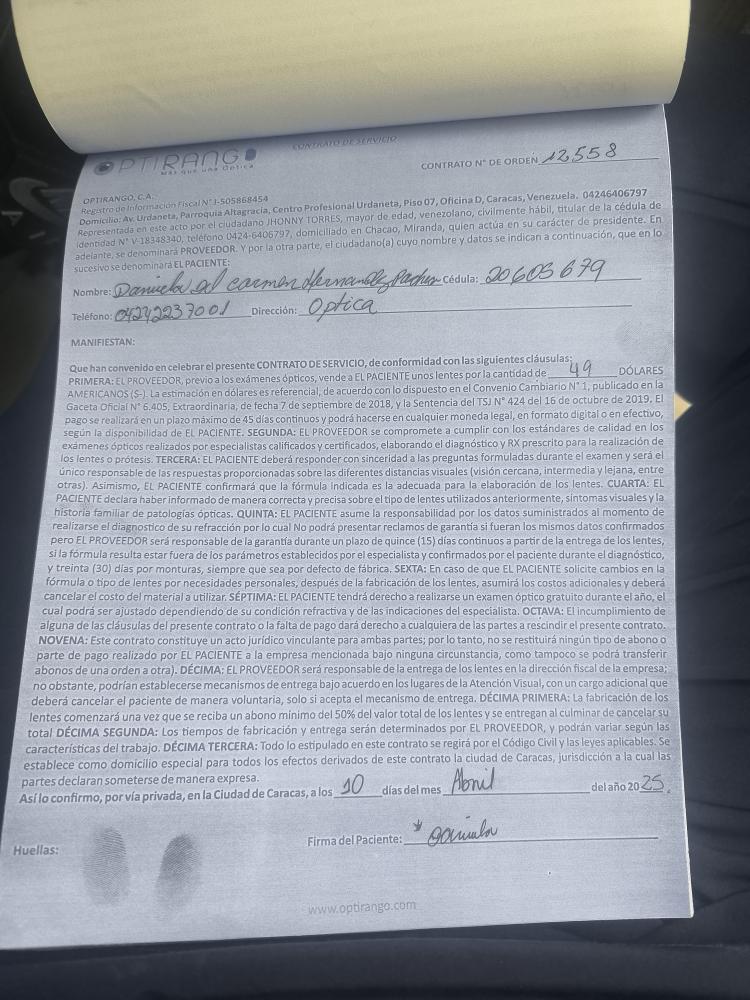 CONTRATO DE SERVICIO
OPTIRANGO
Más que una Óptica
CONTRATO N° DE ORDEN 12558
OPTIRANGO, C.A.
Registro de Información Fiscal N° J-505868454
Domicilio: Av. Urdaneta, Parroquia Altagracia, Centro Profesional Urdaneta, Piso 07, Oficina D, Caracas, Venezuela. 04246406797
Representada en este acto por el ciudadano JHONNY TORRES, mayor de edad, venezolano, civilmente hábil, titular de la cédula de
Identidad N° V-18348340, teléfono 0424-6406797, domiciliado en Chacao, Miranda, quien actúa en su carácter de presidente. En
adelante, se denominará PROVEEDOR. Y por la otra parte, el ciudadano(a) cuyo nombre y datos se indican a continuación, que en lo
sucesivo se denominará EL PACIENTE:
Nombre: Daniela del carmen Hernandez Cédula: 20603679
Teléfono: 04242237001 Dirección: Optica
MANIFIESTAN:
Que han convenido en celebrar el presente CONTRATO DE SERVICIO, de conformidad con las siguientes cláusulas:
PRIMERA: EL PROVEEDOR, previo a los exámenes ópticos, vende a EL PACIENTE unos lentes por la cantidad de 49 DÓLARES
AMERICANOS ($-). La estimación en dólares es referencial, de acuerdo con lo dispuesto en el Convenio Cambiario N° 1, publicado en la
Gaceta Oficial N° 6.405, Extraordinaria, de fecha 7 de septiembre de 2018, y la Sentencia del TSJ N° 424 del 16 de octubre de 2019. El
pago se realizará en un plazo máximo de 45 días continuos y podrá hacerse en cualquier moneda legal, en formato digital o en efectivo,
según la disponibilidad de EL PACIENTE. SEGUNDA: EL PROVEEDOR se compromete a cumplir con los estándares de calidad en los
exámenes ópticos realizados por especialistas calificados y certificados, elaborando el diagnóstico y RX prescrito para la realización de
los lentes o prótesis. TERCERA: EL PACIENTE deberá responder con sinceridad a las preguntas formuladas durante el examen y será el
único responsable de las respuestas proporcionadas sobre las diferentes distancias visuales (visión cercana, intermedia y lejana, entre
otras). Asimismo, EL PACIENTE confirmará que la fórmula indicada es la adecuada para la elaboración de los lentes. CUARTA: EL
PACIENTE declara haber informado de manera correcta y precisa sobre el tipo de lentes utilizados anteriormente, síntomas visuales y la
historia familiar de patologías ópticas. QUINTA: EL PACIENTE asume la responsabilidad por los datos suministrados al momento de
realizarse el diagnostico de su refracción por lo cual No podrá presentar reclamos de garantía si fueran los mismos datos confirmados
pero EL PROVEEDOR será responsable de la garantía durante un plazo de quince (15) días continuos a partir de la entrega de los lentes,
si la fórmula resulta estar fuera de los parámetros establecidos por el especialista y confirmados por el paciente durante el diagnóstico,
y treinta (30) días por monturas, siempre que sea por defecto de fábrica. SEXTA: En caso de que EL PACIENTE solicite cambios en la
fórmula o tipo de lentes por necesidades personales, después de la fabricación de los lentes, asumirá los costos adicionales y deberá
cancelar el costo del material a utilizar. SÉPTIMA: EL PACIENTE tendrá derecho a realizarse un examen óptico gratuito durante el año, el
cual podrá ser ajustado dependiendo de su condición refractiva y de las indicaciones del especialista. OCTAVA: El incumplimiento de
alguna de las cláusulas del presente contrato o la falta de pago dará derecho a cualquiera de las partes a rescindir el presente contrato.
NOVENA: Este contrato constituye un acto jurídico vinculante para ambas partes; por lo tanto, no se restituirá ningún tipo de abono o
parte de pago realizado por EL PACIENTE a la empresa mencionada bajo ninguna circunstancia, como tampoco se podrá transferir
abonos de una orden a otra). DÉCIMA: EL PROVEEDOR será responsable de la entrega de los lentes en la dirección fiscal de la empresa;
no obstante, podrían establecerse mecanismos de entrega bajo acuerdo en los lugares de la Atención Visual, con un cargo adicional que
deberá cancelar el paciente de manera voluntaria, solo si acepta el mecanismo de entrega. DÉCIMA PRIMERA: La fabricación de los
lentes comenzará una vez que se reciba un abono mínimo del 50% del valor total de los lentes y se entregan al culminar de cancelar su
total DÉCIMA SEGUNDA: Los tiempos de fabricación y entrega serán determinados por EL PROVEEDOR, y podrán variar según las
características del trabajo. DÉCIMA TERCERA: Todo lo estipulado en este contrato se regirá por el Código Civil y las leyes aplicables. Se
establece como domicilio especial para todos los efectos derivados de este contrato la ciudad de Caracas, jurisdicción a la cual las
partes declaran someterse de manera expresa.
Así lo confirmo, por vía privada, en la Ciudad de Caracas, a los 10 días del mes Abril del año 2025.
Huellas:
Firma del Paciente: * Daniela
www.optirango.com